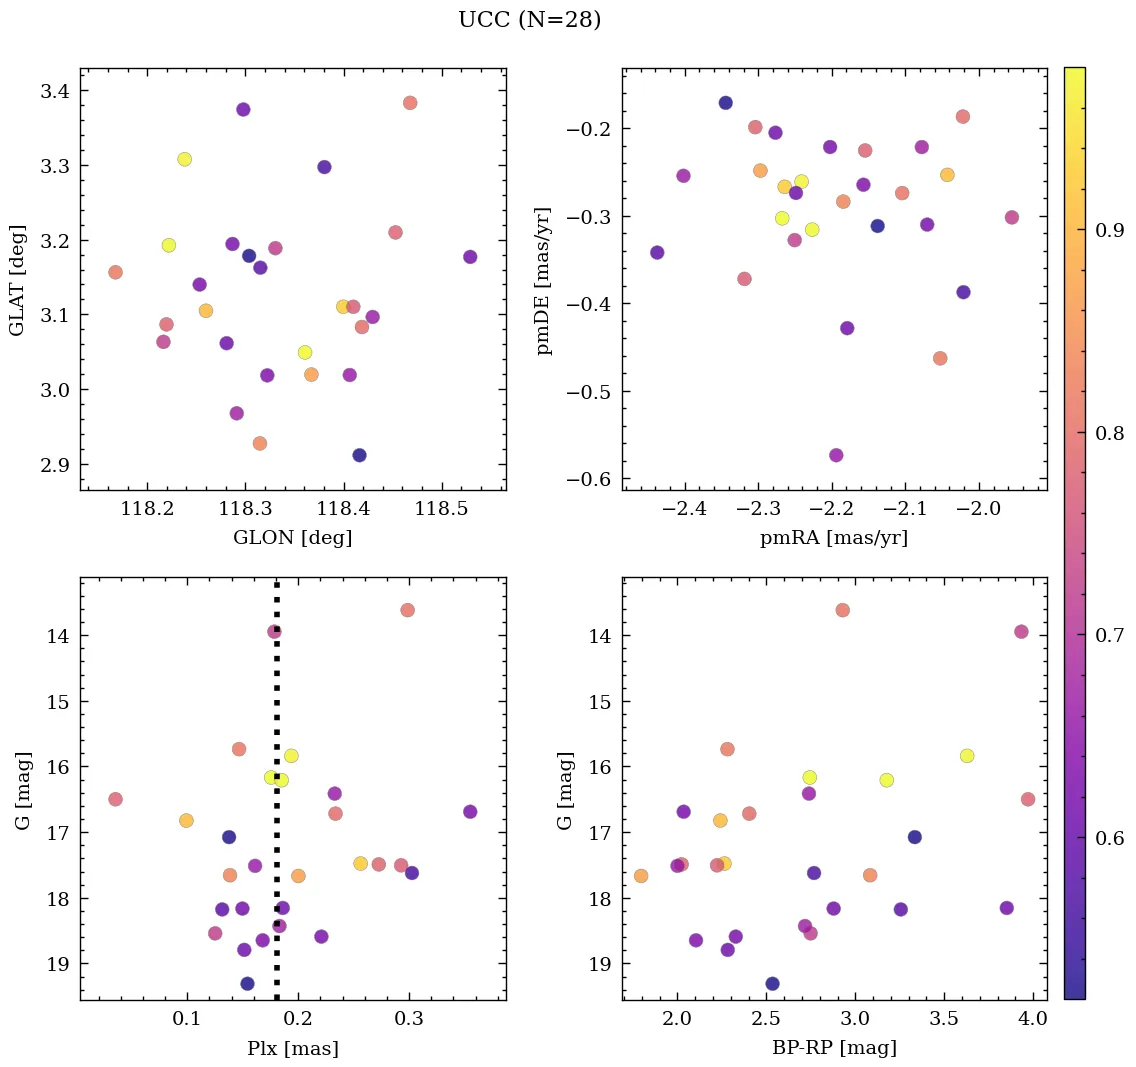 UCC (N=28)
3.4
3.3
3.2
3.1
3.0
2.9
GLAT [deg]
118.2 118.3 118.4 118.5
GLON [deg]
−0.2
−0.3
−0.4
−0.5
−0.6
pmDE [mas/yr]
−2.4 −2.3 −2.2 −2.1 −2.0
pmRA [mas/yr]
0.9
0.8
0.7
0.6
14
15
16
17
18
19
G [mag]
0.1 0.2 0.3
Plx [mas]
14
15
16
17
18
19
G [mag]
2.0 2.5 3.0 3.5 4.0
BP-RP [mag]